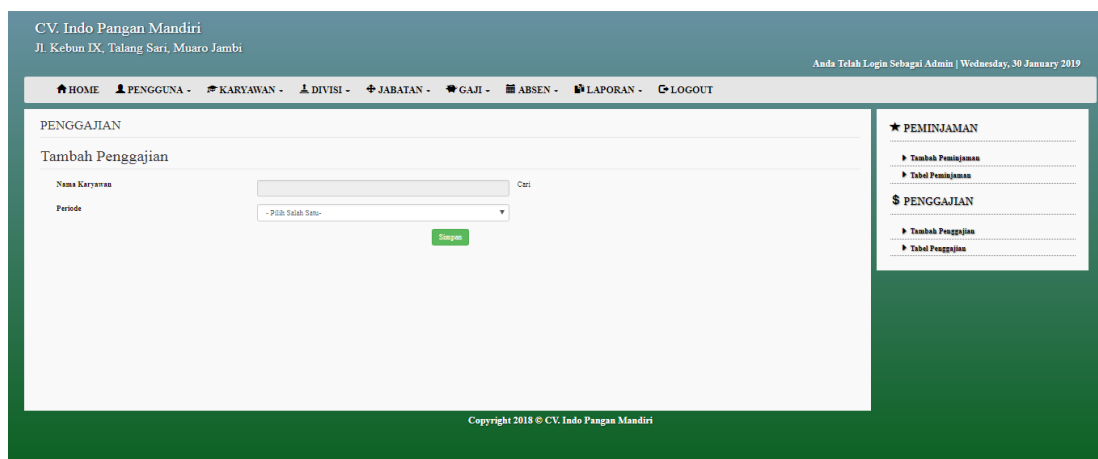 CV. Indo Pangan Mandiri
Jl. Kebun IX, Talang Sari, Muaro Jambi
Anda Telah Login Sebagai Admin | Wednesday, 30 January 2019
HOME PENGGUNA KARYAWAN DIVISI JABATAN GAJI ABSEN LAPORAN LOGOUT
PENGGAJIAN
Tambah Penggajian
Nama Karyawan Cari
Periode - Pilih Salah Satu-
Simpan
PEMINJAMAN
Tambah Peminjaman
Tabel Peminjaman
$ PENGGAJIAN
Tambah Penggajian
Tabel Penggajian
Copyright 2018 © CV. Indo Pangan Mandiri